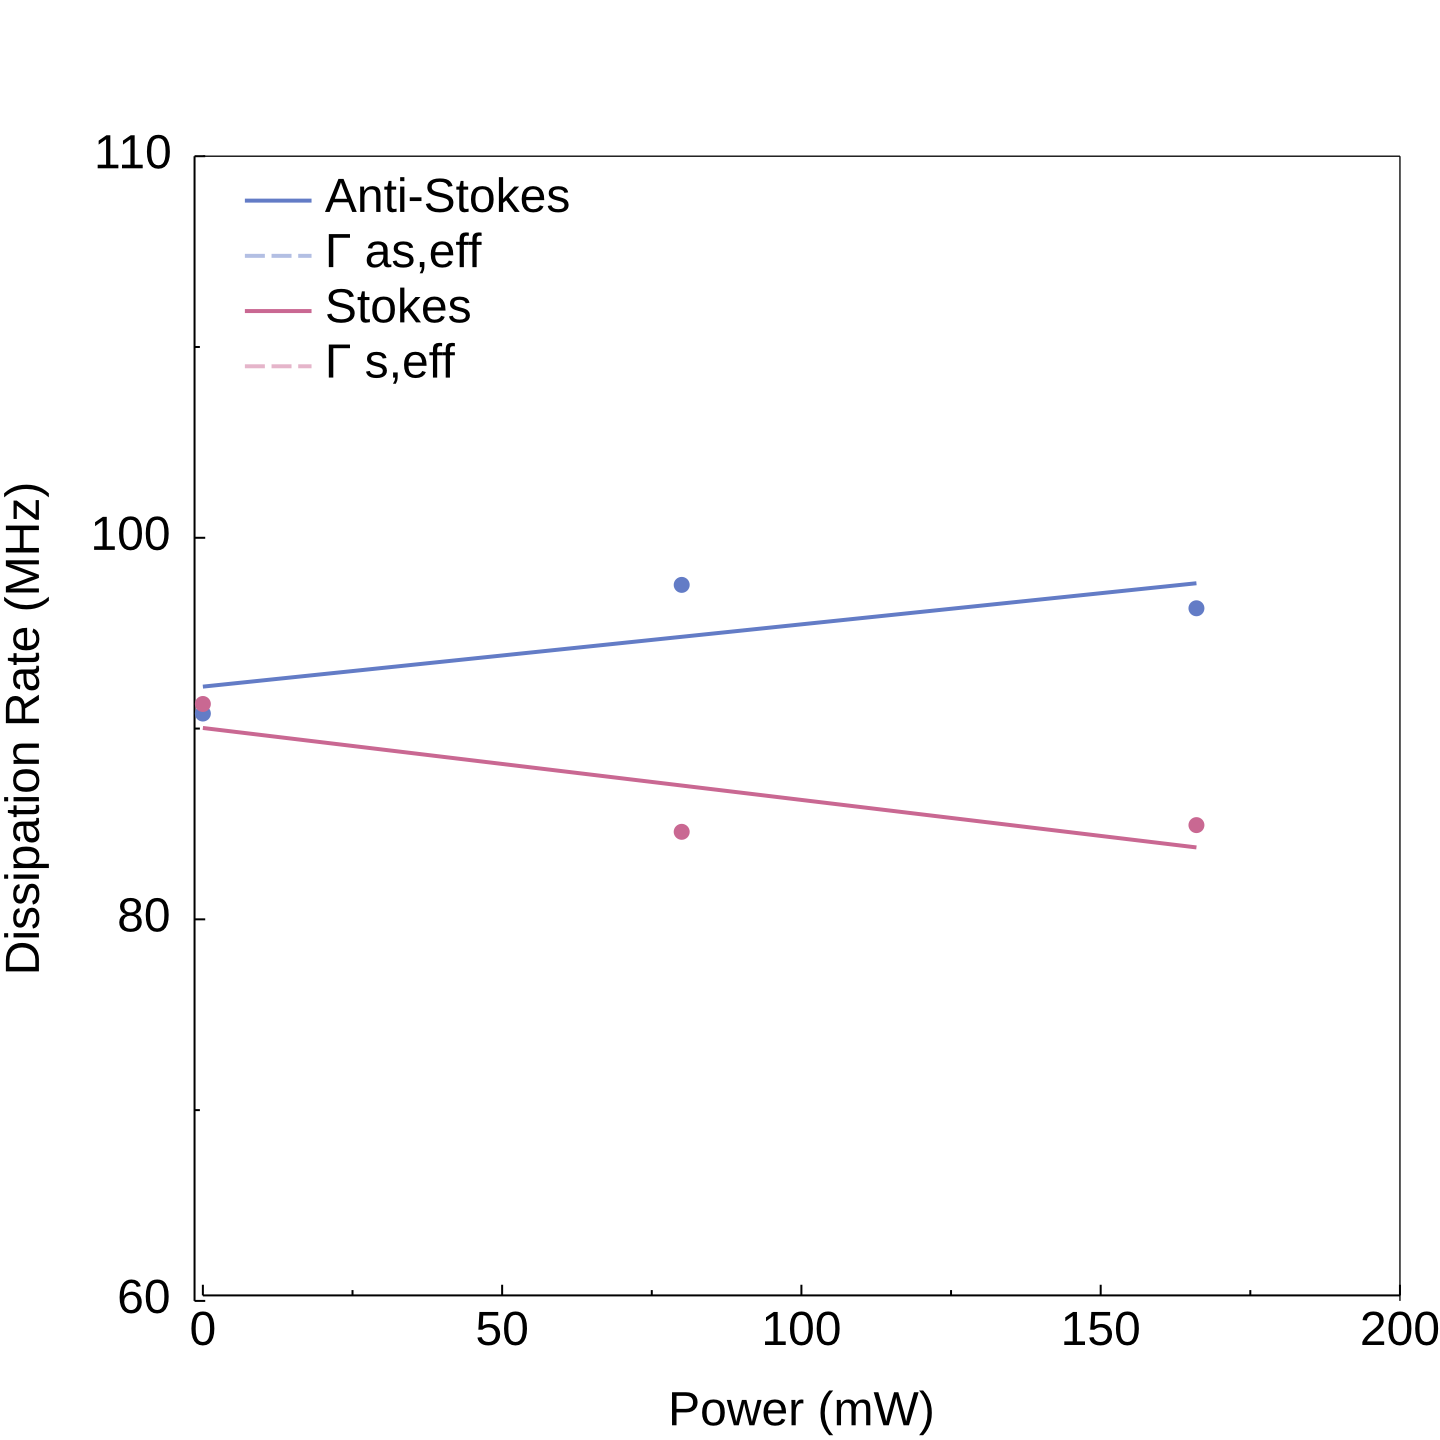 110
Anti-Stokes
Γ as,eff
Stokes
Γ s,eff
100
80
60
Dissipation Rate (MHz)
0 50 100 150 200
Power (mW)